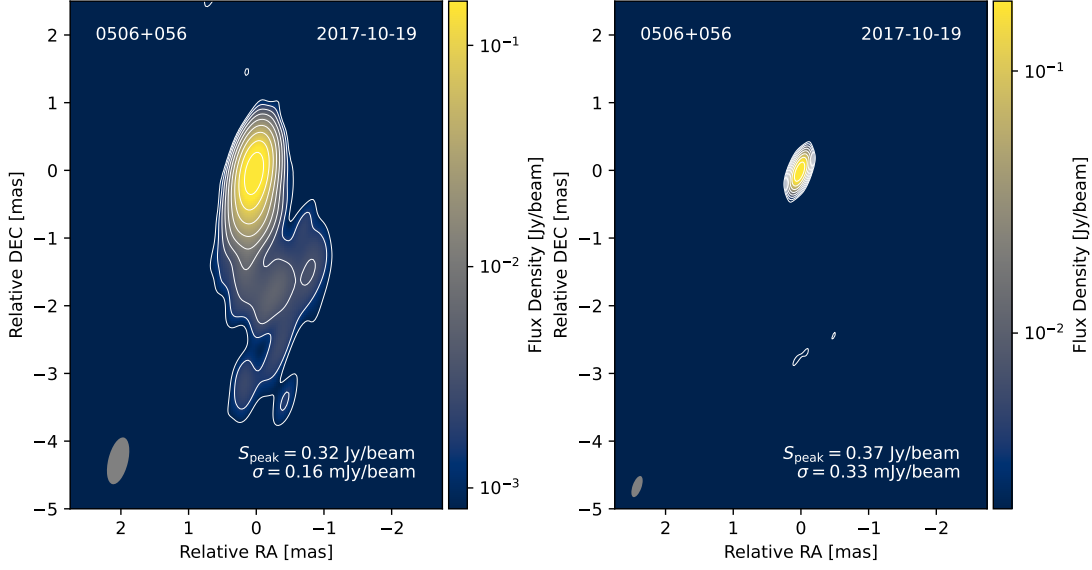 0506+056 2017-10-19
2
1
0
−1
−2
−3
−4
−5
Relative DEC [mas]
S_peak = 0.32 Jy/beam
σ = 0.16 mJy/beam
2 1 0 −1 −2
Relative RA [mas]
10⁻¹
10⁻²
10⁻³
Flux Density [Jy/beam]
0506+056 2017-10-19
2
1
0
−1
−2
−3
−4
−5
Relative DEC [mas]
S_peak = 0.37 Jy/beam
σ = 0.33 mJy/beam
2 1 0 −1 −2
Relative RA [mas]
10⁻¹
10⁻²
Flux Density [Jy/beam]